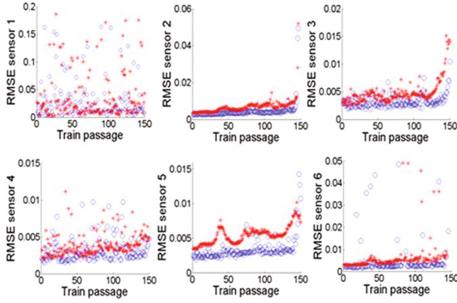 RMSE sensor 1
0.2
0.15
0.1
0.05
0
0 50 100 150
Train passage
RMSE sensor 2
0.06
0.04
0.02
0
0 50 100 150
Train passage
RMSE sensor 3
0.015
0.01
0.005
0
0 50 100 150
Train passage
RMSE sensor 4
0.015
0.01
0.005
0
0 50 100 150
Train passage
RMSE sensor 5
0.015
0.01
0.005
0
0 50 100 150
Train passage
RMSE sensor 6
0.05
0.04
0.03
0.02
0.01
0
0 50 100 150
Train passage